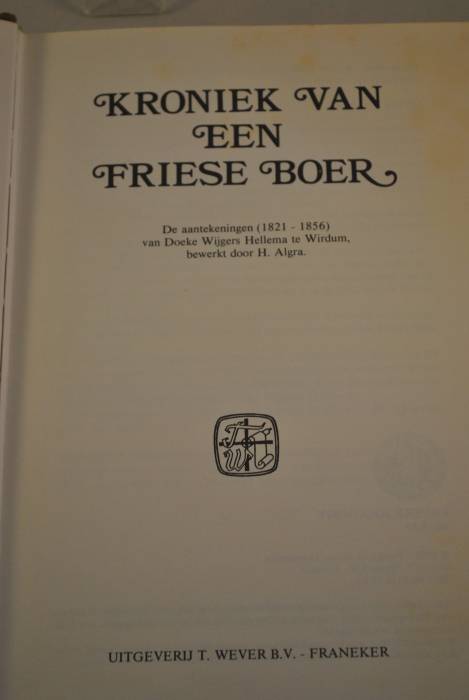 KRONIEK VAN
EEN
FRIESE BOER
De aantekeningen (1821 - 1856)
van Doeke Wijgers Hellema te Wirdum,
bewerkt door H. Algra.
TW
UITGEVERIJ T. WEVER B.V. - FRANEKER